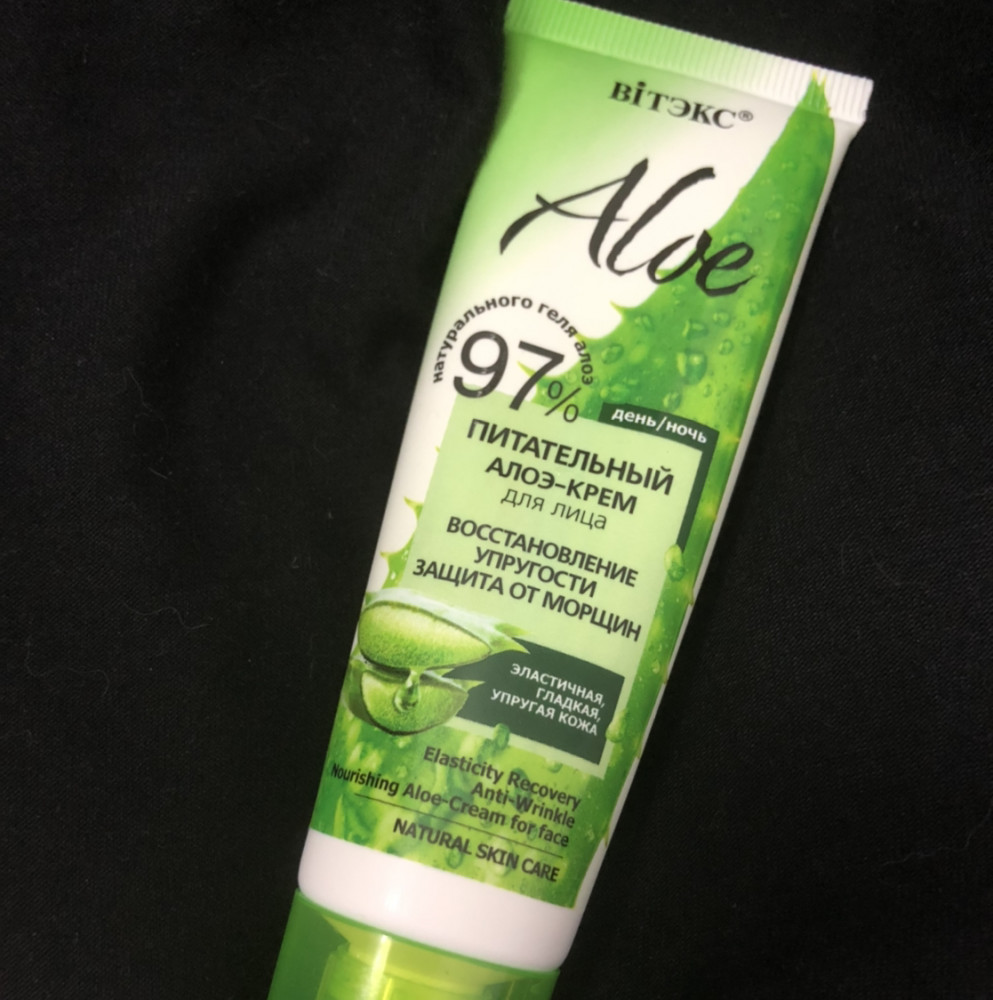 ВіТЭКС®
Aloe
натурального геля алоэ
97%
день/ночь
ПИТАТЕЛЬНЫЙ
АЛОЭ-КРЕМ
для лица
ВОССТАНОВЛЕНИЕ
УПРУГОСТИ
ЗАЩИТА ОТ МОРЩИН
ЭЛАСТИЧНАЯ,
ГЛАДКАЯ,
УПРУГАЯ КОЖА
Elasticity Recovery
Anti-Wrinkle
Nourishing Aloe-Cream for face
NATURAL SKIN CARE